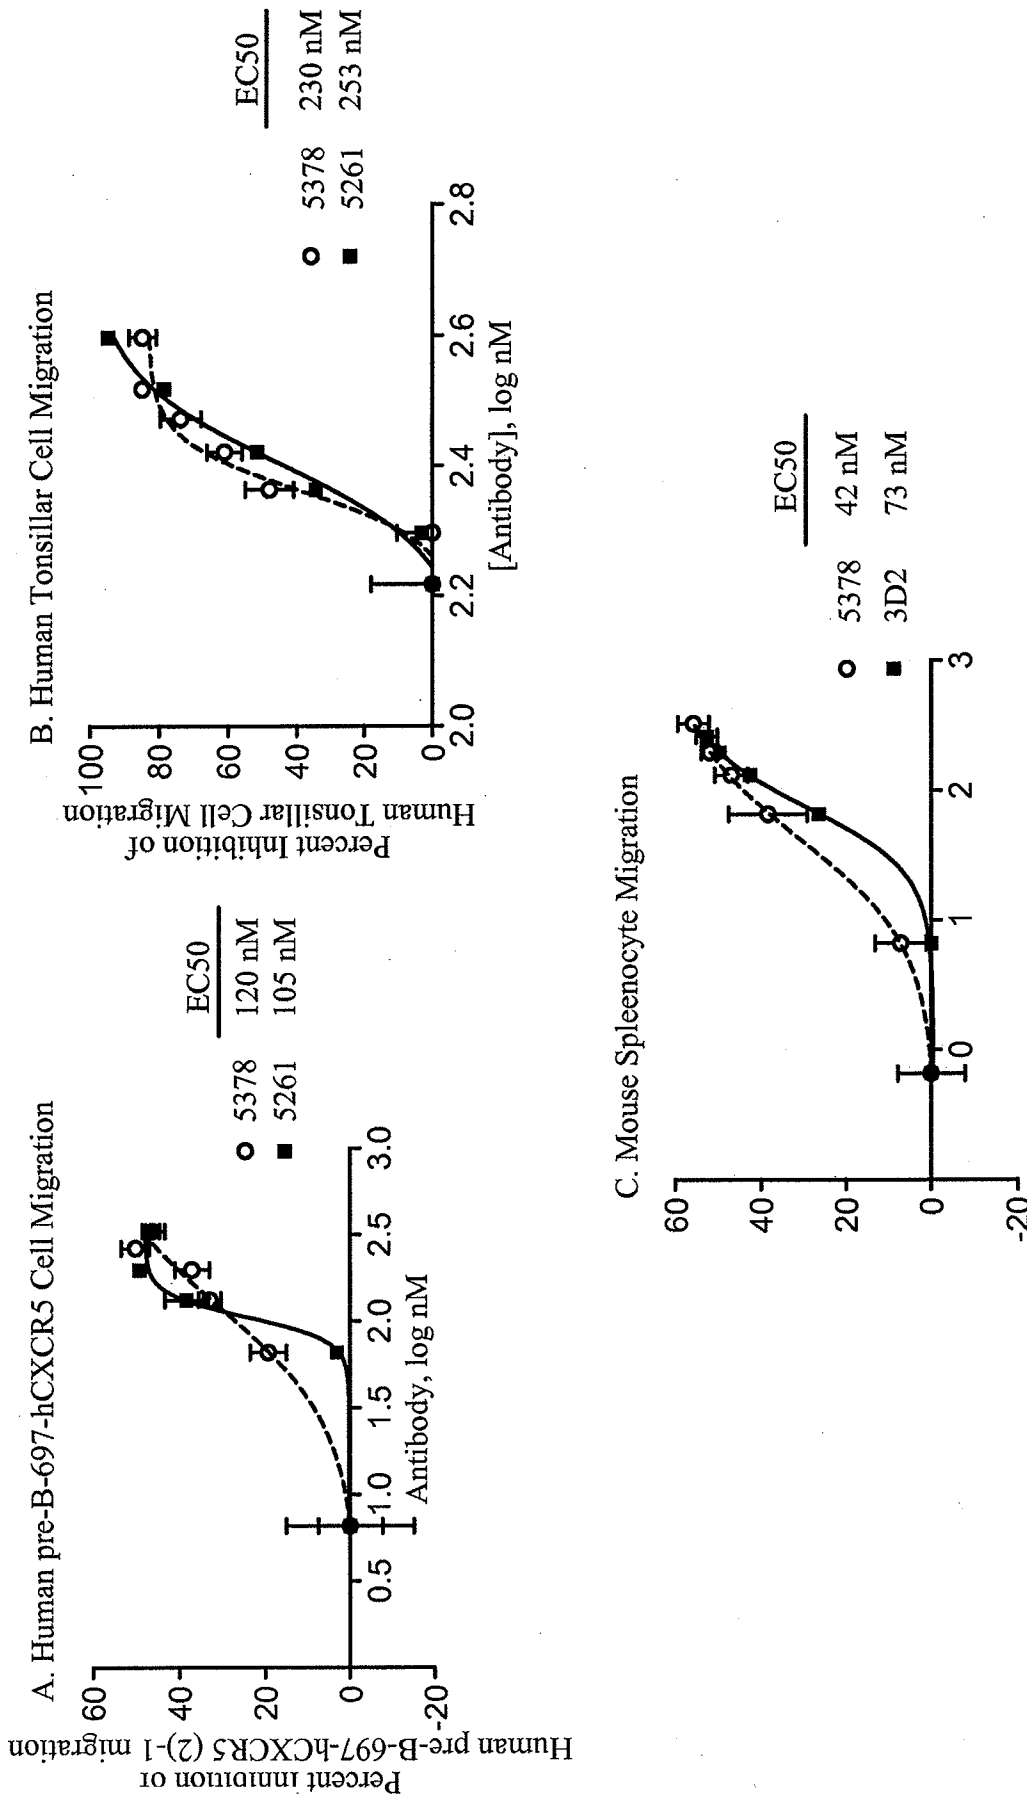 A. Human pre-B-697-hCXCR5 Cell Migration
Percent Inhibition of
Human pre-B-697-hCXCR5 (2)-1 migration
60
40
20
0
-20
0.5
1.0
1.5
2.0
2.5
3.0
Antibody, log nM
EC50
5378 120 nM
5261 105 nM
B. Human Tonsillar Cell Migration
Percent Inhibition of
Human Tonsillar Cell Migration
100
80
60
40
20
0
2.0
2.2
2.4
2.6
2.8
[Antibody], log nM
EC50
5378 230 nM
5261 253 nM
C. Mouse Spleenocyte Migration
60
40
20
0
-20
0
1
2
3
EC50
5378 42 nM
3D2 73 nM